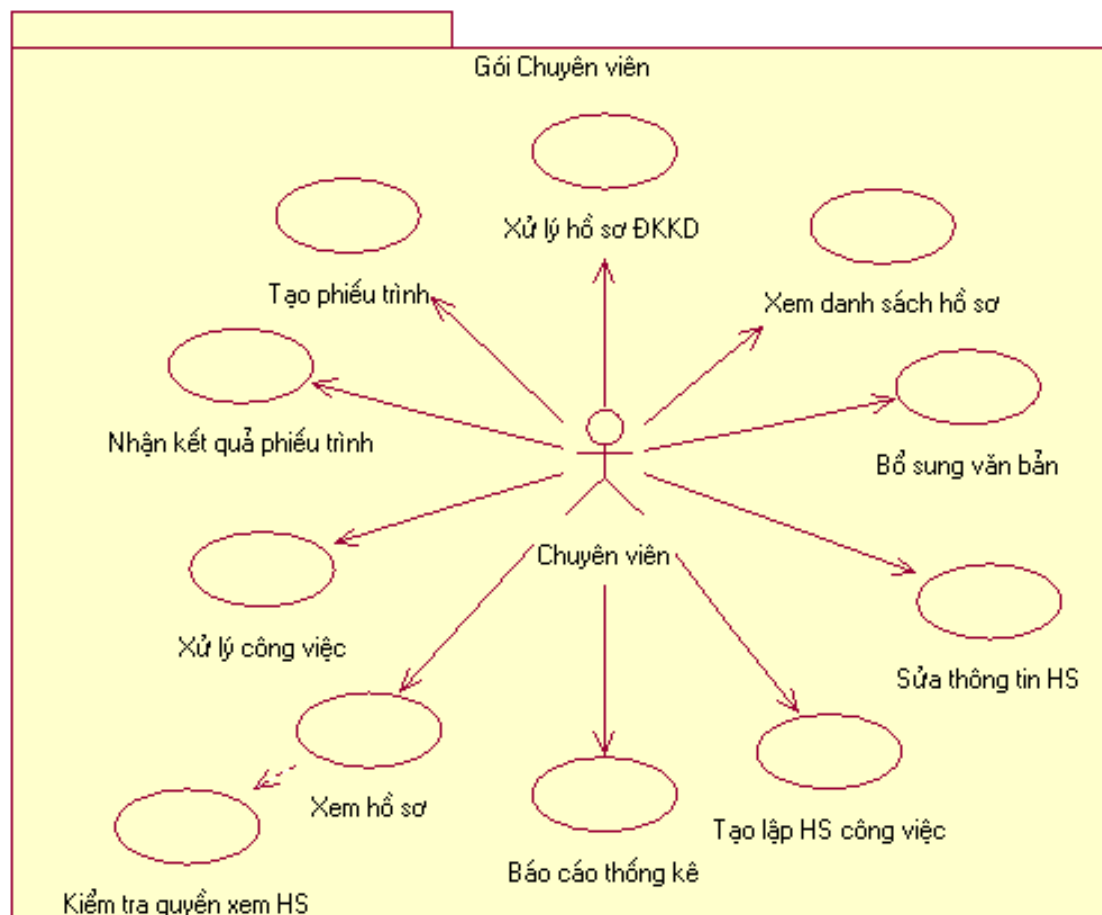 Gói Chuyên viên
Xử lý hồ sơ ĐKKD
Tạo phiếu trình
Xem danh sách hồ sơ
Nhận kết quả phiếu trình
Bổ sung văn bản
Chuyên viên
Xử lý công việc
Sửa thông tin HS
Xem hồ sơ
Tạo lập HS công việc
Báo cáo thống kê
Kiểm tra quyền xem HS